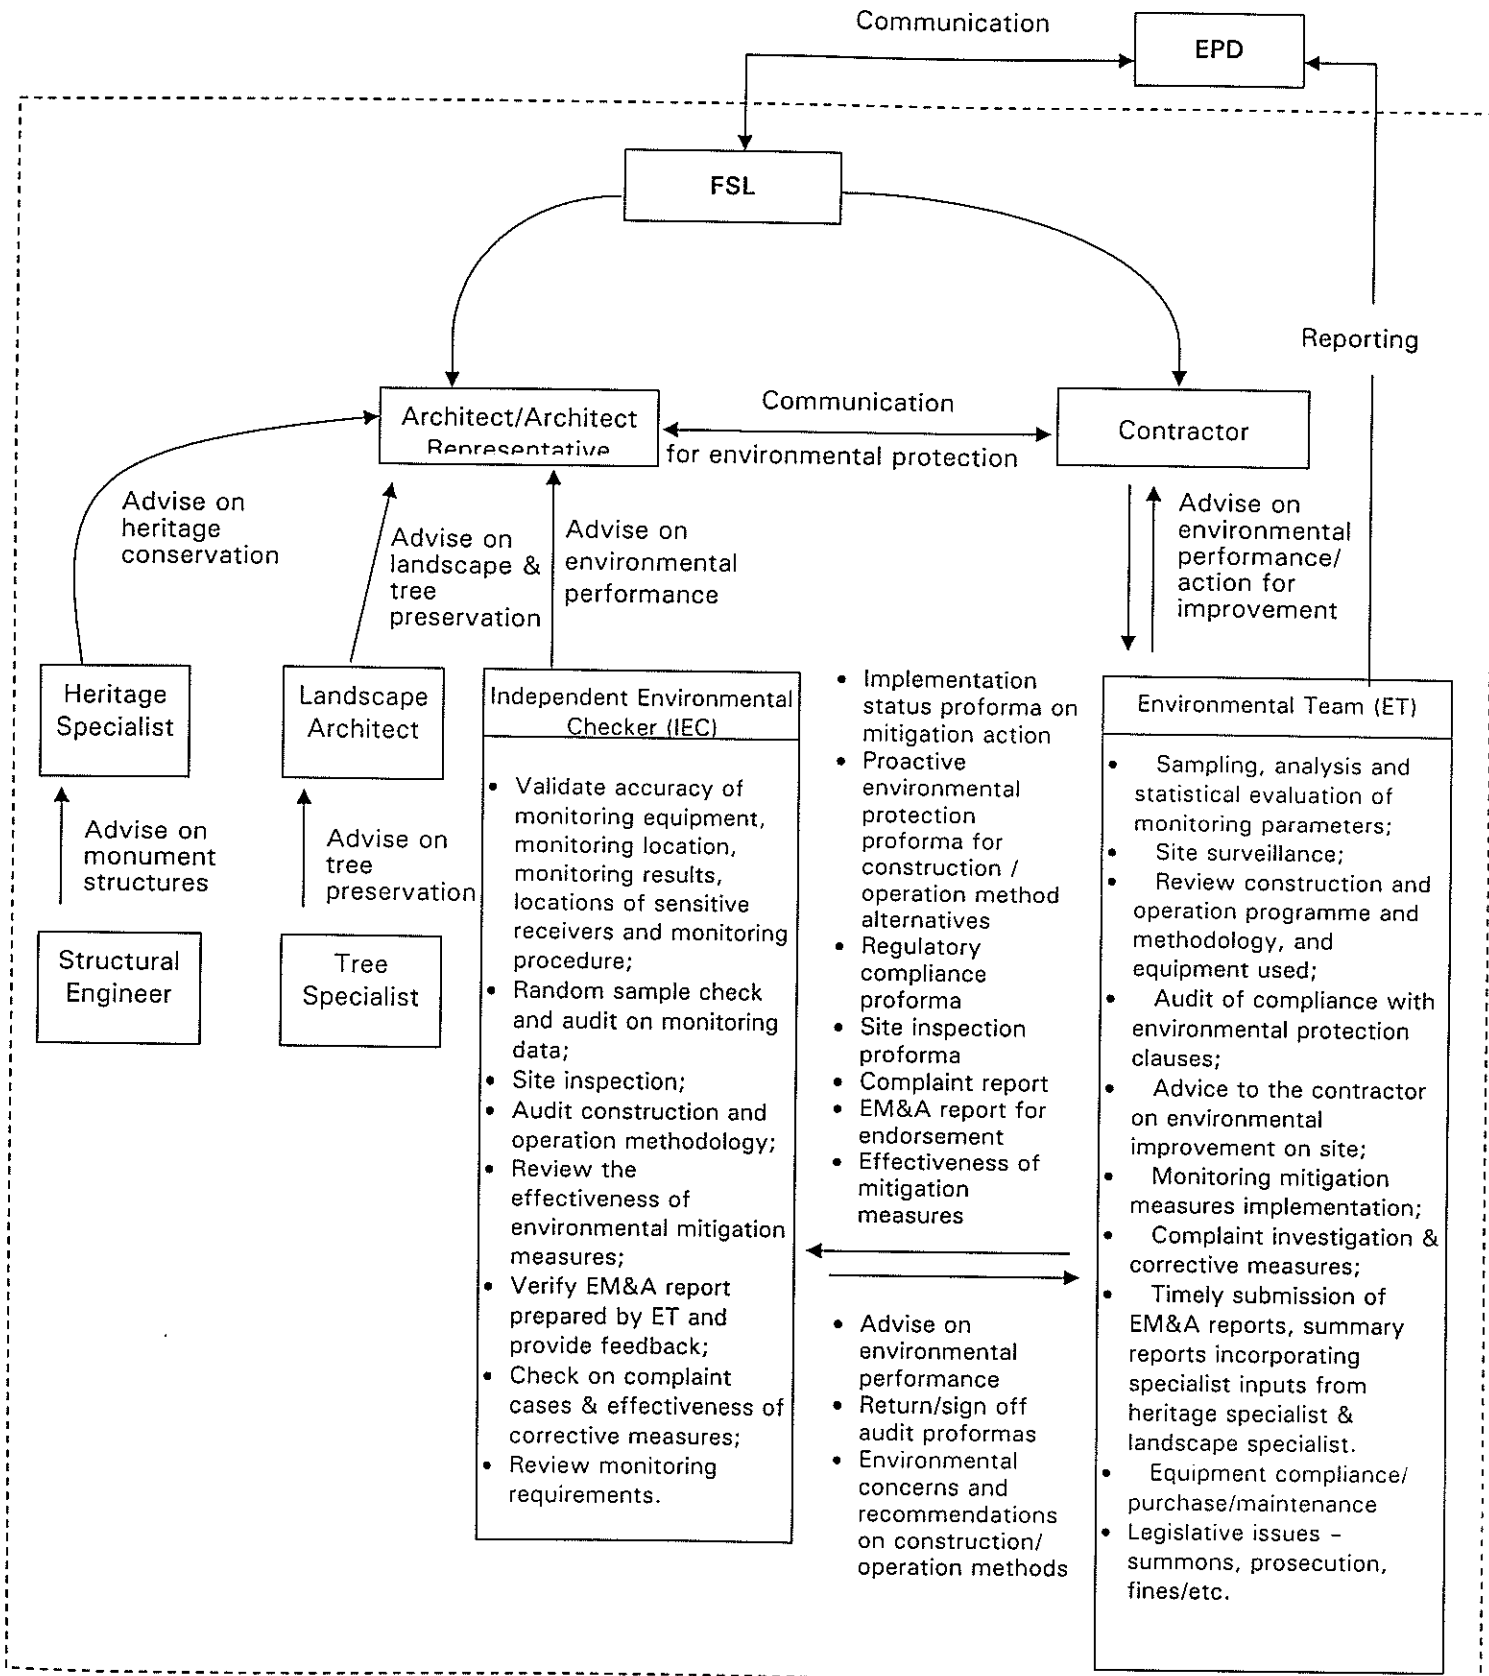 Communication
EPD
FSL
Reporting
Architect/Architect
Representative
Communication
for environmental protection
Contractor
Advise on
heritage
conservation
Advise on
landscape &
tree
preservation
Advise on
environmental
performance
Advise on
environmental
performance/
action for
improvement
Heritage
Specialist
Landscape
Architect
Advise on
monument
structures
Advise on
tree
preservation
Structural
Engineer
Tree
Specialist
Independent Environmental
Checker (IEC)
• Validate accuracy of
monitoring equipment,
monitoring location,
monitoring results,
locations of sensitive
receivers and monitoring
procedure;
• Random sample check
and audit on monitoring
data;
• Site inspection;
• Audit construction and
operation methodology;
• Review the
effectiveness of
environmental mitigation
measures;
• Verify EM&A report
prepared by ET and
provide feedback;
• Check on complaint
cases & effectiveness of
corrective measures;
• Review monitoring
requirements.
• Implementation
status proforma on
mitigation action
• Proactive
environmental
protection
proforma for
construction /
operation method
alternatives
• Regulatory
compliance
proforma
• Site inspection
proforma
• Complaint report
• EM&A report for
endorsement
• Effectiveness of
mitigation
measures
• Advise on
environmental
performance
• Return/sign off
audit proformas
• Environmental
concerns and
recommendations
on construction/
operation methods
Environmental Team (ET)
• Sampling, analysis and
statistical evaluation of
monitoring parameters;
• Site surveillance;
• Review construction and
operation programme and
methodology, and
equipment used;
• Audit of compliance with
environmental protection
clauses;
• Advice to the contractor
on environmental
improvement on site;
• Monitoring mitigation
measures implementation;
• Complaint investigation &
corrective measures;
• Timely submission of
EM&A reports, summary
reports incorporating
specialist inputs from
heritage specialist &
landscape specialist.
• Equipment compliance/
purchase/maintenance
• Legislative issues –
summons, prosecution,
fines/etc.